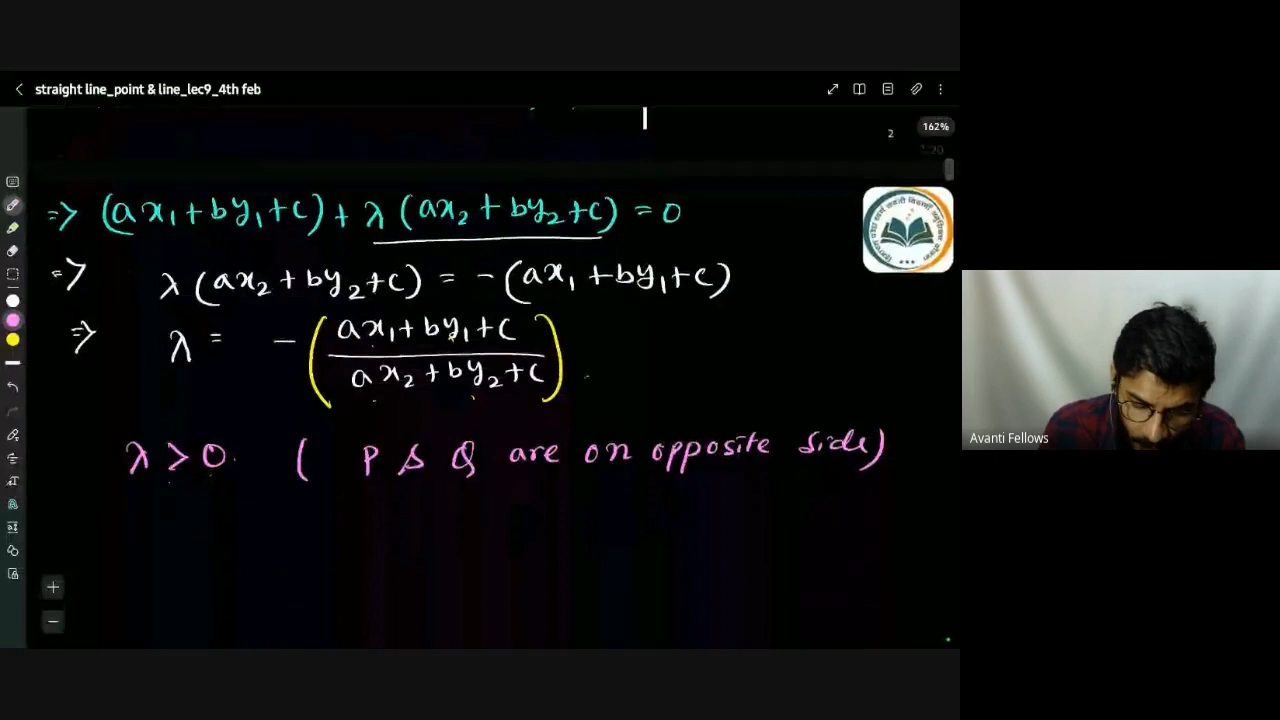 straight line_point & line_lec9_4th feb
2
162%
=> (ax₁ + by₁ + c) + λ (ax₂ + by₂ + c) = 0
=> λ (ax₂ + by₂ + c) = - (ax₁ + by₁ + c)
=> λ = - (ax₁ + by₁ + c / ax₂ + by₂ + c)
λ > 0. ( P & Q are on opposite side)
Avanti Fellows